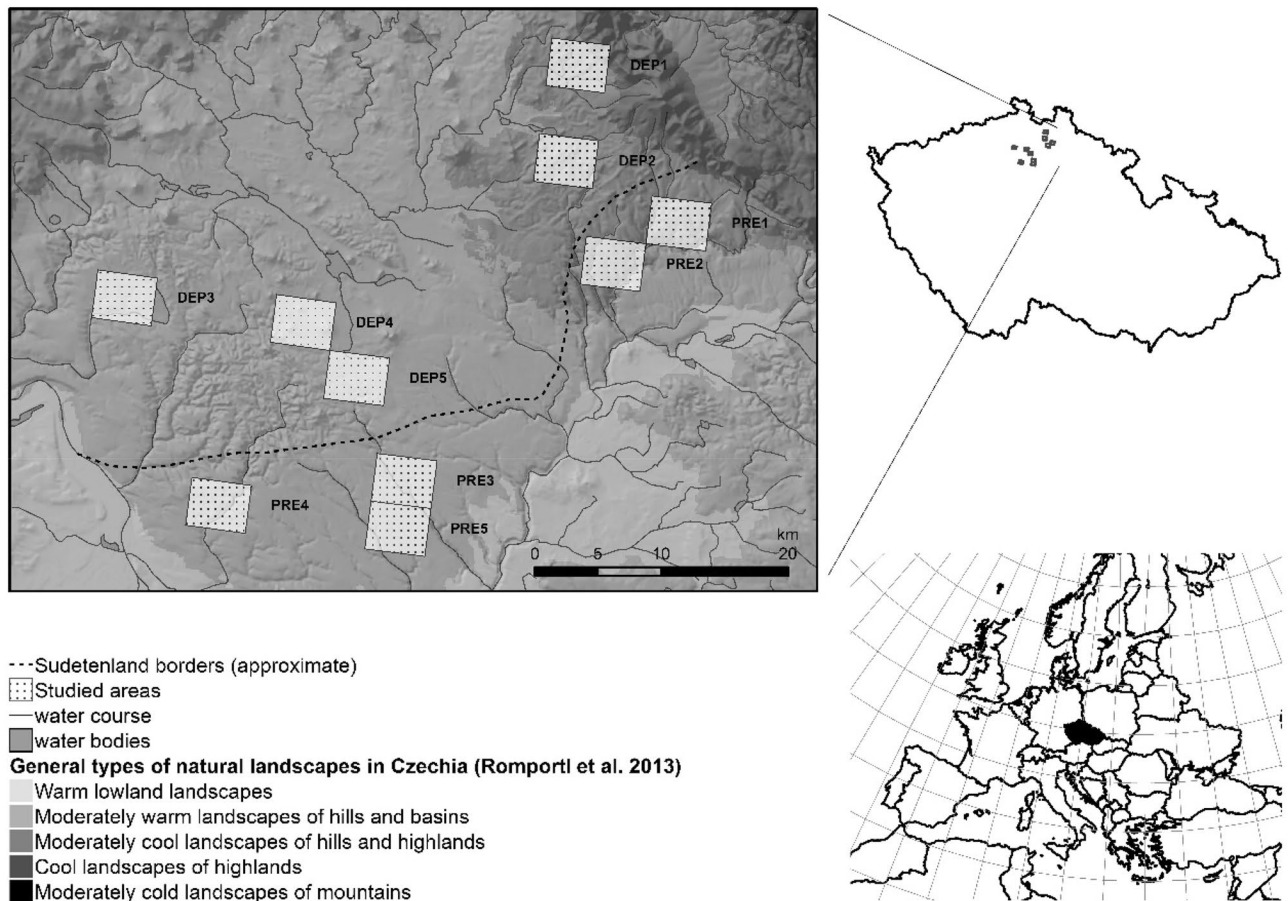 DEP1
DEP2
PRE1
PRE2
DEP3
DEP4
DEP5
PRE3
PRE4
PRE5
km
0 5 10 20
Sudetenland borders (approximate)
Studied areas
water course
water bodies
General types of natural landscapes in Czechia (Romportl et al. 2013)
Warm lowland landscapes
Moderately warm landscapes of hills and basins
Moderately cool landscapes of hills and highlands
Cool landscapes of highlands
Moderately cold landscapes of mountains